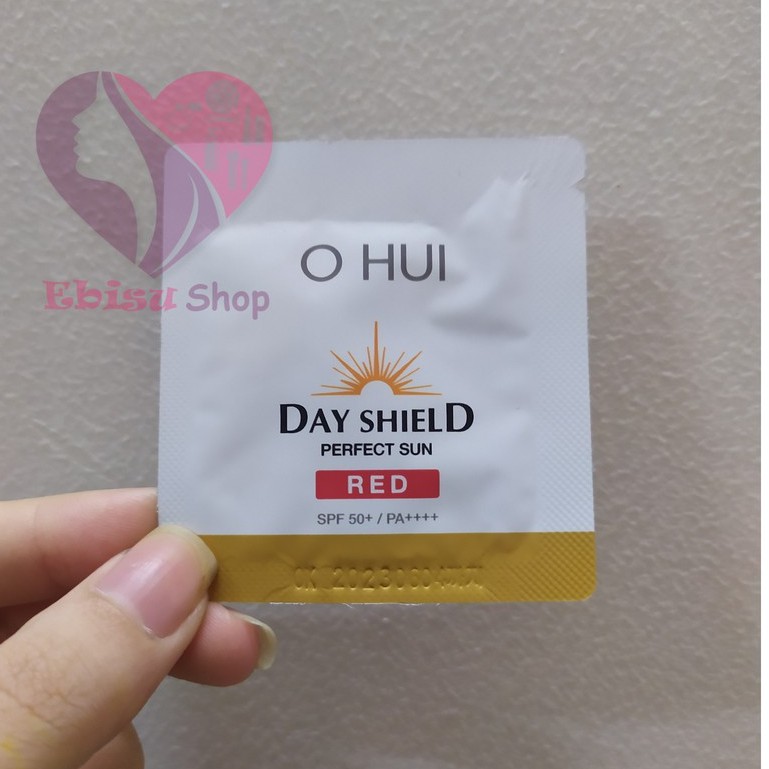 Ebisu Shop
O HUI
DAY SHIELD
PERFECT SUN
RED
SPF 50+ / PA++++